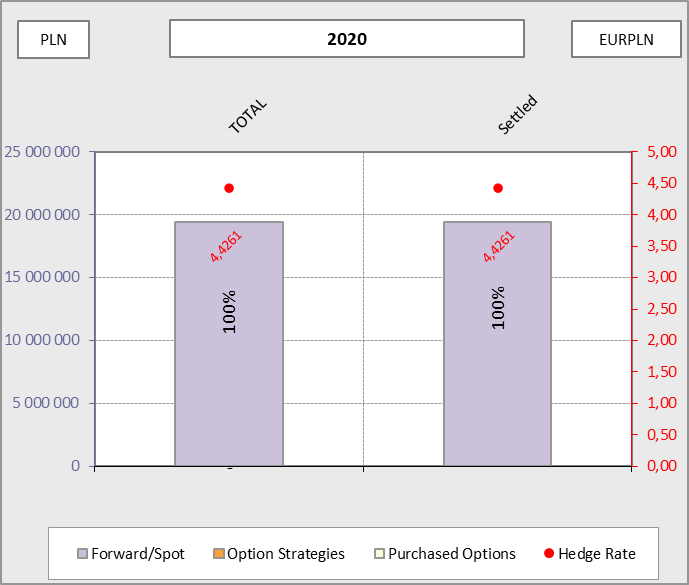 PLN
2020
EURPLN
TOTAL
Settled
25 000 000
20 000 000
15 000 000
10 000 000
5 000 000
0
5,00
4,50
4,00
3,50
3,00
2,50
2,00
1,50
1,00
0,50
0,00
4,4261
4,4261
100%
100%
-
Forward/Spot
Option Strategies
Purchased Options
Hedge Rate